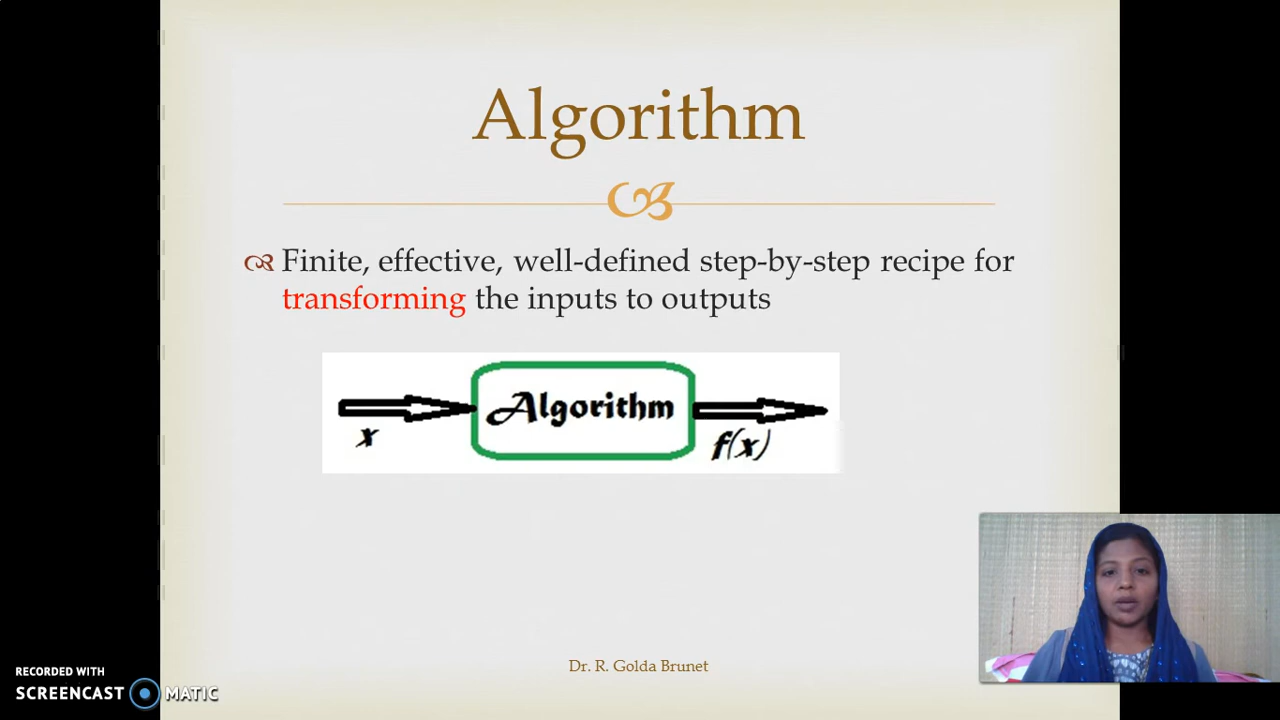 Algorithm
Finite, effective, well-defined step-by-step recipe for
transforming the inputs to outputs
Algorithm
x
f(x)
Dr. R. Golda Brunet
RECORDED WITH
SCREENCAST MATIC